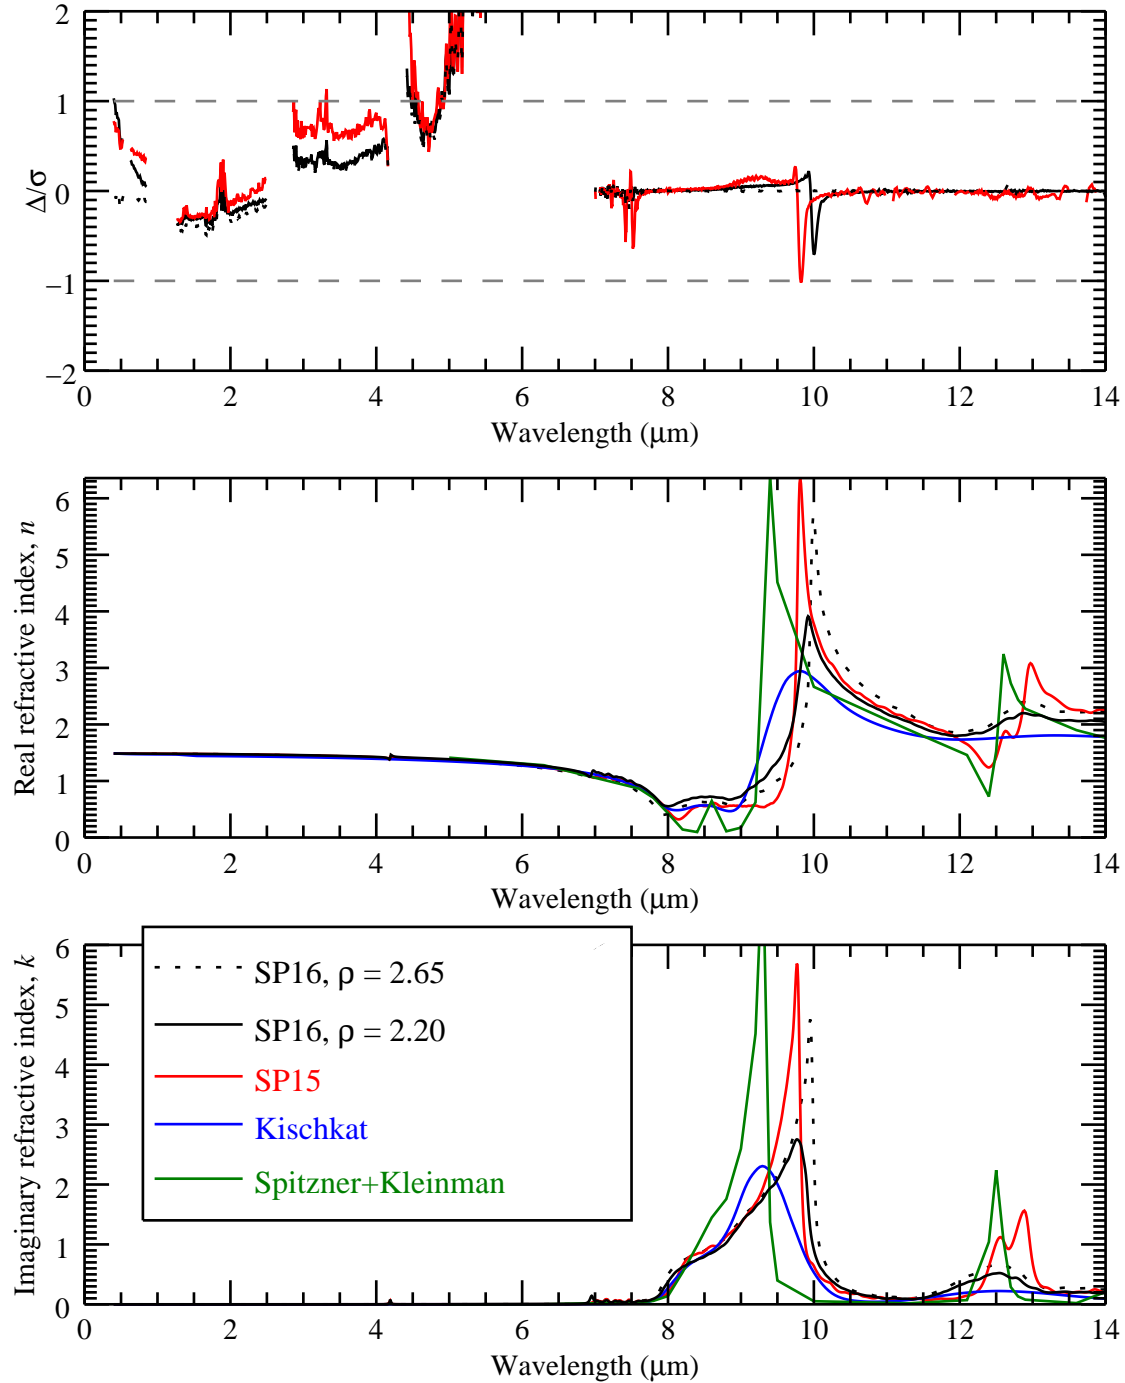 2
1
0
−1
−2
Δ/σ
0 2 4 6 8 10 12 14
Wavelength (μm)
6
5
4
3
2
1
0
Real refractive index, n
0 2 4 6 8 10 12 14
Wavelength (μm)
6
5
4
3
2
1
0
Imaginary refractive index, k
SP16, ρ = 2.65
SP16, ρ = 2.20
SP15
Kischkat
Spitzner+Kleinman
0 2 4 6 8 10 12 14
Wavelength (μm)